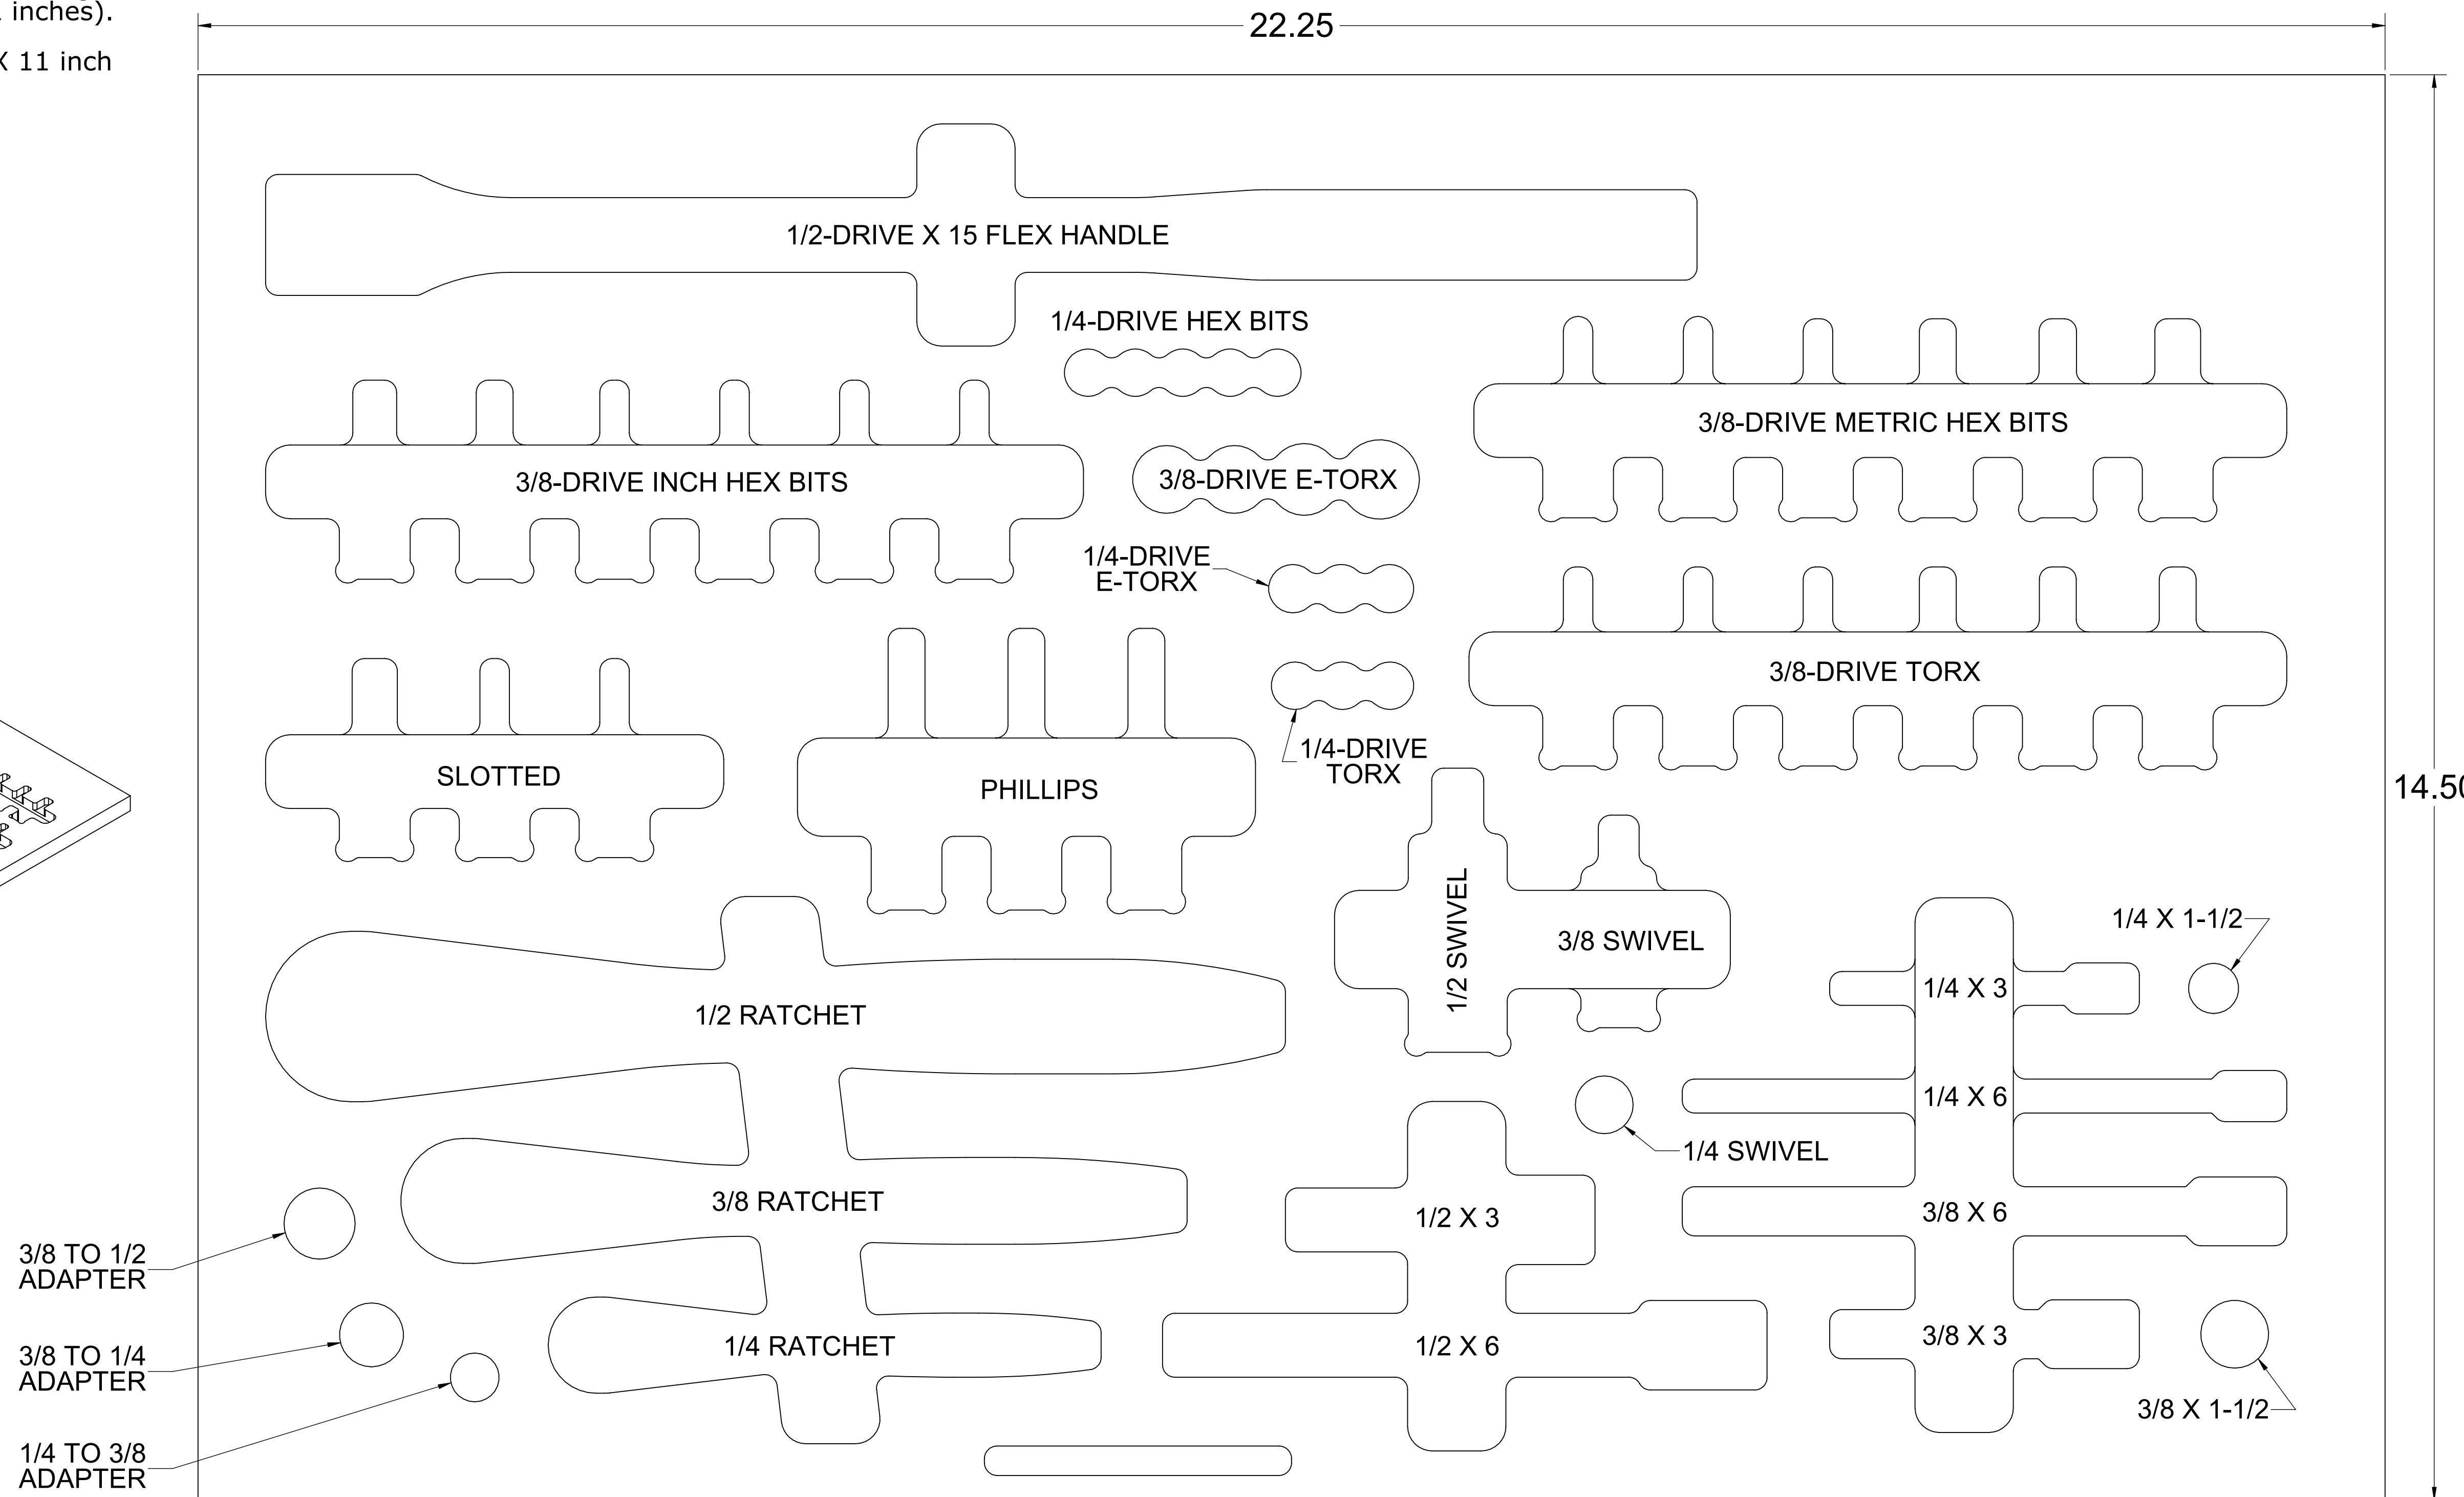 inches).
X 11 inch
22.25
1/2-DRIVE X 15 FLEX HANDLE
1/4-DRIVE HEX BITS
3/8-DRIVE METRIC HEX BITS
3/8-DRIVE INCH HEX BITS
3/8-DRIVE E-TORX
1/4-DRIVE
E-TORX
3/8-DRIVE TORX
1/4-DRIVE
TORX
SLOTTED
PHILLIPS
14.50
1/2 SWIVEL
3/8 SWIVEL
1/4 X 1-1/2
1/4 X 3
1/2 RATCHET
1/4 X 6
1/4 SWIVEL
3/8 RATCHET
1/2 X 3
3/8 X 6
3/8 TO 1/2
ADAPTER
3/8 X 3
1/4 RATCHET
1/2 X 6
3/8 TO 1/4
ADAPTER
3/8 X 1-1/2
1/4 TO 3/8
ADAPTER